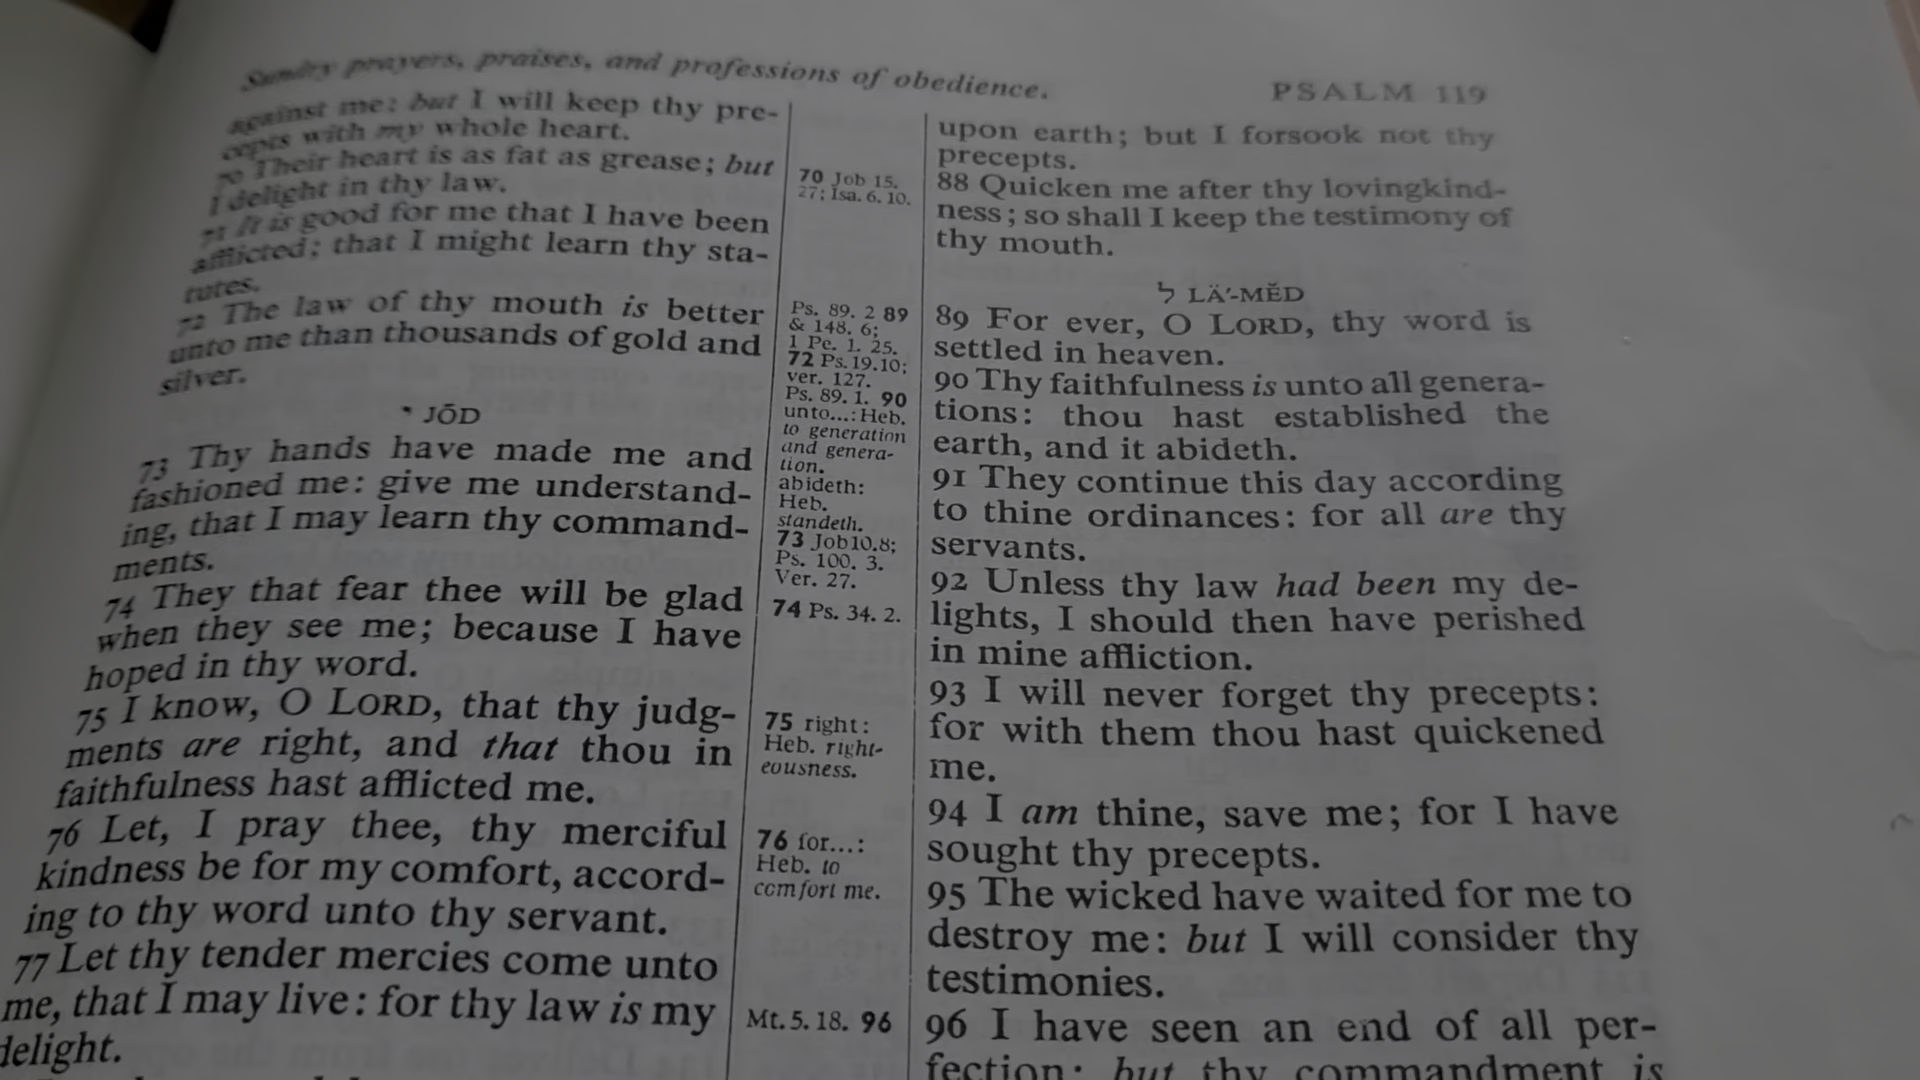 Sundry prayers, praises, and professions of obedience.
PSALM 119
against me: but I will keep thy pre-
cepts with my whole heart.
70 Their heart is as fat as grease; but
I delight in thy law.
71 It is good for me that I have been
afflicted; that I might learn thy sta-
tutes.
72 The law of thy mouth is better
unto me than thousands of gold and
silver.
י JŌD
73 Thy hands have made me and
fashioned me: give me understand-
ing, that I may learn thy command-
ments.
74 They that fear thee will be glad
when they see me; because I have
hoped in thy word.
75 I know, O LORD, that thy judg-
ments are right, and that thou in
faithfulness hast afflicted me.
76 Let, I pray thee, thy merciful
kindness be for my comfort, accord-
ing to thy word unto thy servant.
77 Let thy tender mercies come unto
me, that I may live: for thy law is my
delight.
70 Job 15.
27; Isa. 6. 10.
Ps. 89. 2 89
& 148. 6;
1 Pe. 1. 25.
72 Ps. 19. 10;
ver. 127.
Ps. 89. 1. 90
unto...: Heb.
to generation
and genera-
tion.
abideth:
Heb.
standeth.
73 Job 10. 8;
Ps. 100. 3.
Ver. 27.
74 Ps. 34. 2.
75 right:
Heb. right-
eousness.
76 for...:
Heb. to
comfort me.
Mt. 5. 18. 96
upon earth; but I forsook not thy
precepts.
88 Quicken me after thy lovingkind-
ness; so shall I keep the testimony of
thy mouth.
ל LÄ'-MĔD
89 For ever, O LORD, thy word is
settled in heaven.
90 Thy faithfulness is unto all genera-
tions: thou hast established the
earth, and it abideth.
91 They continue this day according
to thine ordinances: for all are thy
servants.
92 Unless thy law had been my de-
lights, I should then have perished
in mine affliction.
93 I will never forget thy precepts:
for with them thou hast quickened
me.
94 I am thine, save me; for I have
sought thy precepts.
95 The wicked have waited for me to
destroy me: but I will consider thy
testimonies.
96 I have seen an end of all per-
fection: but thy commandment is